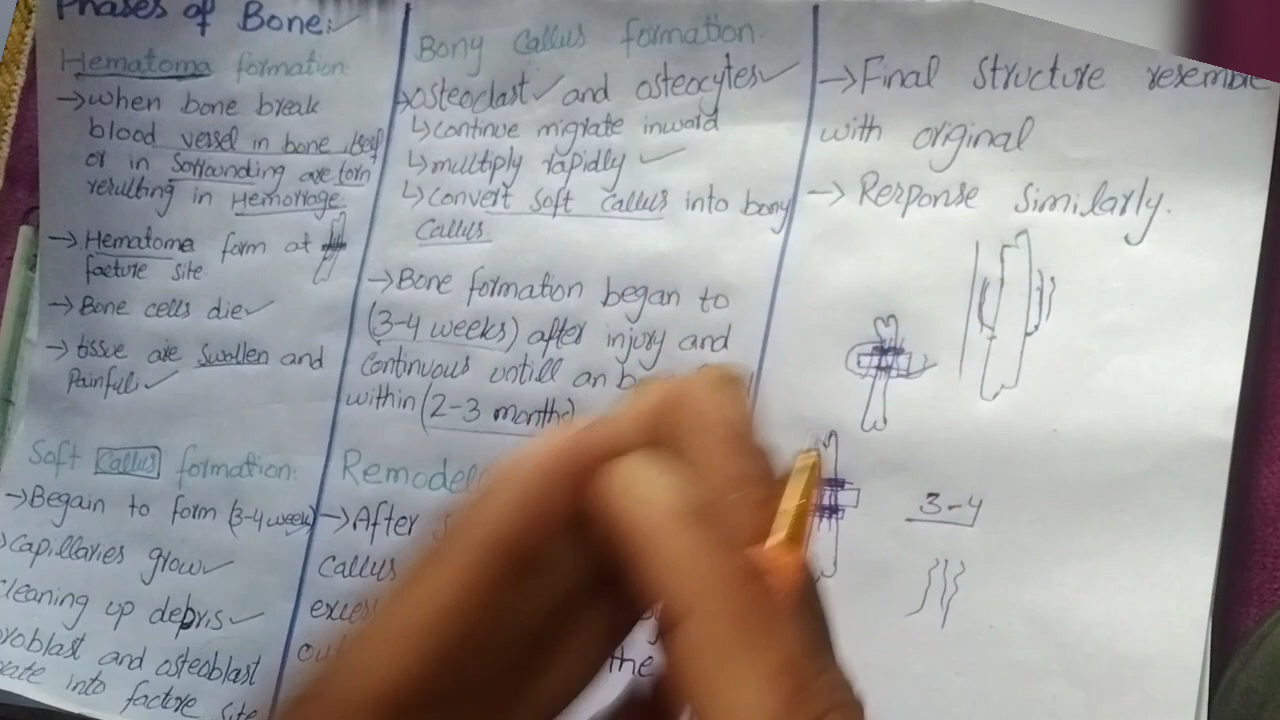 Phases of Bone:
Hematoma formation:
→when bone break
blood vessel in bone itself
or in Sorrounding are torn
resulting in Hemorrage.
→Hematoma form at
facture site
→Bone cells die
→tissue are swollen and
Painful.
Soft Callus formation:
→Begain to form (3-4 week)
→Capillaries grow
cleaning up debris
and osteoblast
into factore site
Bony Callus formation.
→osteoclast and osteocytes
↳continue migrate inward
↳multiply rapidly
↳convert soft callus into bony
Callus
→Bone formation began to
(3-4 weeks) after injury and
Continuous untill an
within (2-3 months)
→After
Callus
the
→Final Structure resemble
with original
→Response Similarly.
3-4